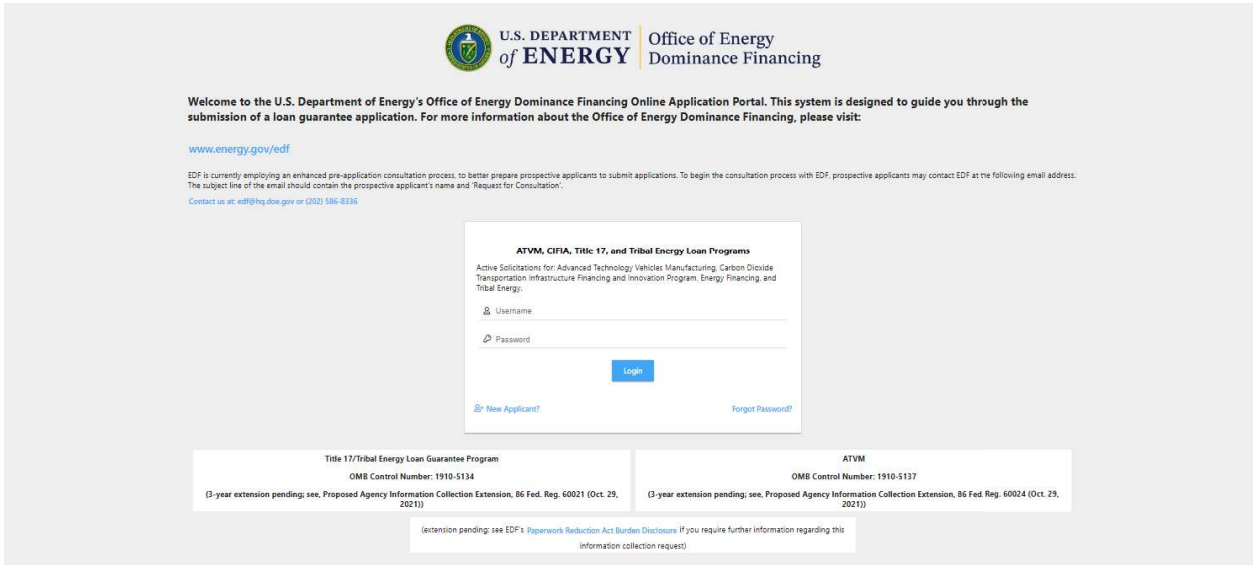 U.S. DEPARTMENT
of ENERGY
Office of Energy
Dominance Financing
Welcome to the U.S. Department of Energy's Office of Energy Dominance Financing Online Application Portal. This system is designed to guide you through the
submission of a loan guarantee application. For more information about the Office of Energy Dominance Financing, please visit:
www.energy.gov/edf
EDF is currently employing an enhanced pre-application consultation process, to better prepare prospective applicants to submit applications. To begin the consultation process with EDF, prospective applicants may contact EDF at the following email address.
The subject line of the email should contain the prospective applicant's name and 'Request for Consultation'.
Contact us at: edf@hq.doe.gov or (202) 586-8336
ATVM, CIFIA, Title 17, and Tribal Energy Loan Programs
Active Solicitations for: Advanced Technology Vehicles Manufacturing, Carbon Dioxide
Transportation Infrastructure Financing and Innovation Program, Energy Financing, and
Tribal Energy.
Username
Password
Login
New Applicant?
Forgot Password?
Title 17/Tribal Energy Loan Guarantee Program
OMB Control Number: 1910-5134
(3-year extension pending; see, Proposed Agency Information Collection Extension, 86 Fed. Reg. 60021 (Oct. 29,
2021))
ATVM
OMB Control Number: 1910-5137
(3-year extension pending; see, Proposed Agency Information Collection Extension, 86 Fed. Reg. 60024 (Oct. 29,
2021))
(extension pending: see EDF's Paperwork Reduction Act Burden Disclosure if you require further information regarding this
information collection request)